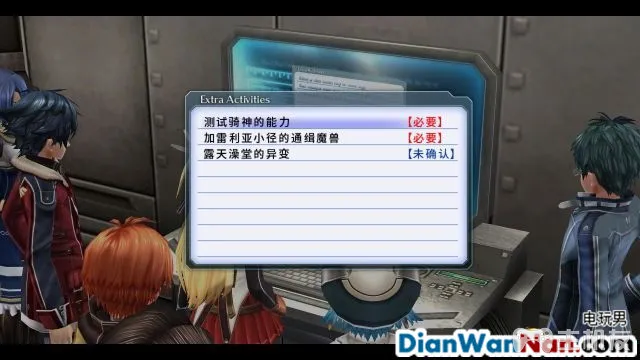 Extra Activities
测试骑神的能力 【必要】
加雷利亚小径的通缉魔兽 【必要】
露天澡堂的异变 【未确认】
电玩男
DianWanNan.com